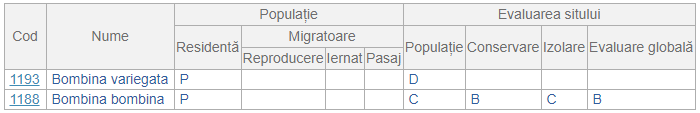 Cod Nume Populație Evaluarea sitului
Residentă Migratoare Populație Conservare Izolare Evaluare globală
Reproducere Iernat Pasaj
1193 Bombina variegata P D
1188 Bombina bombina P C B C B